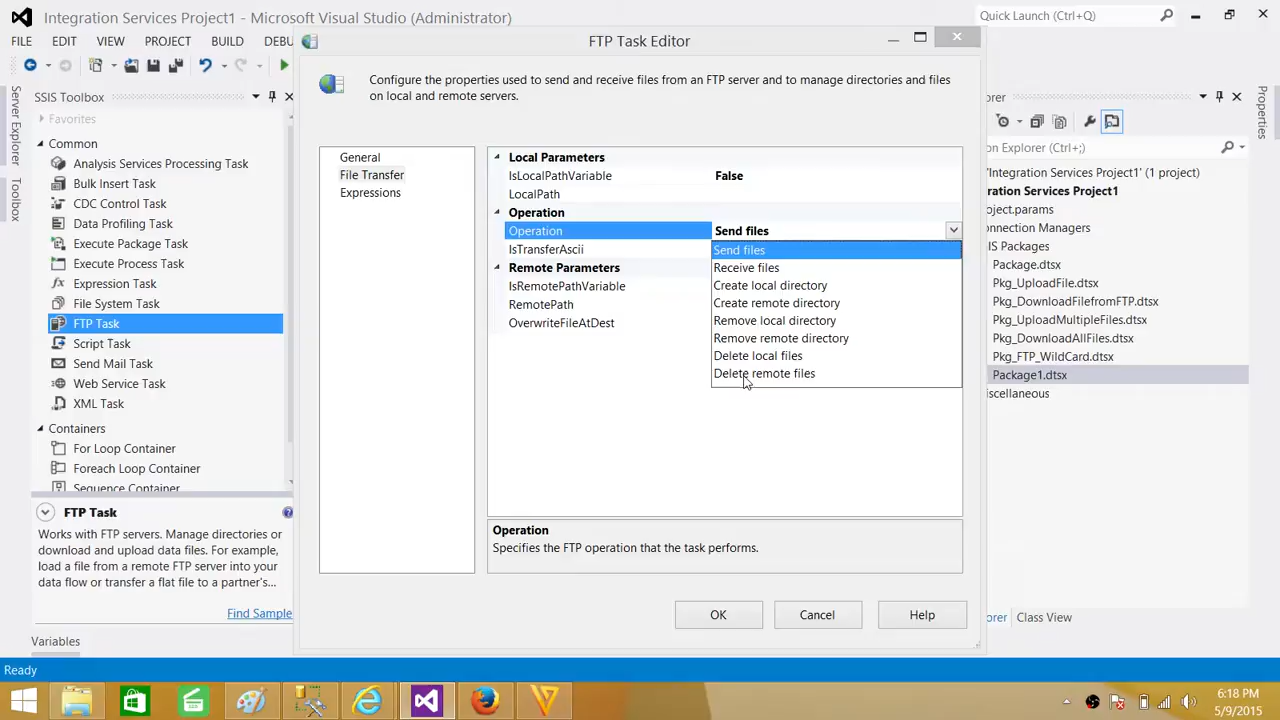 Integration Services Project1 - Microsoft Visual Studio (Administrator)
Quick Launch (Ctrl+Q)
FILE EDIT VIEW PROJECT BUILD DEBU
FTP Task Editor
Configure the properties used to send and receive files from an FTP server and to manage directories and files
on local and remote servers.
Server Explorer
Toolbox
SSIS Toolbox
Favorites
Common
Analysis Services Processing Task
Bulk Insert Task
CDC Control Task
Data Profiling Task
Execute Package Task
Execute Process Task
Expression Task
File System Task
FTP Task
Script Task
Send Mail Task
Web Service Task
XML Task
Containers
For Loop Container
Foreach Loop Container
Sequence Container
FTP Task
Works with FTP servers. Manage directories or
download and upload data files. For example,
load a file from a remote FTP server into your
data flow or transfer a flat file to a partner's...
Find Sample
Variables
General
File Transfer
Expressions
Local Parameters
IsLocalPathVariable False
LocalPath
Operation
Operation Send files
IsTransferAscii
Remote Parameters
IsRemotePathVariable
RemotePath
OverwriteFileAtDest
Send files
Receive files
Create local directory
Create remote directory
Remove local directory
Remove remote directory
Delete local files
Delete remote files
Operation
Specifies the FTP operation that the task performs.
OK Cancel Help
orer
on Explorer (Ctrl+;)
'Integration Services Project1' (1 project)
ration Services Project1
oject.params
onnection Managers
IS Packages
Package.dtsx
Pkg_UploadFile.dtsx
Pkg_DownloadFilefromFTP.dtsx
Pkg_UploadMultipleFiles.dtsx
Pkg_DownloadAllFiles.dtsx
Pkg_FTP_WildCard.dtsx
Package1.dtsx
iscellaneous
orer Class View
Properties
Ready
6:18 PM
5/9/2015